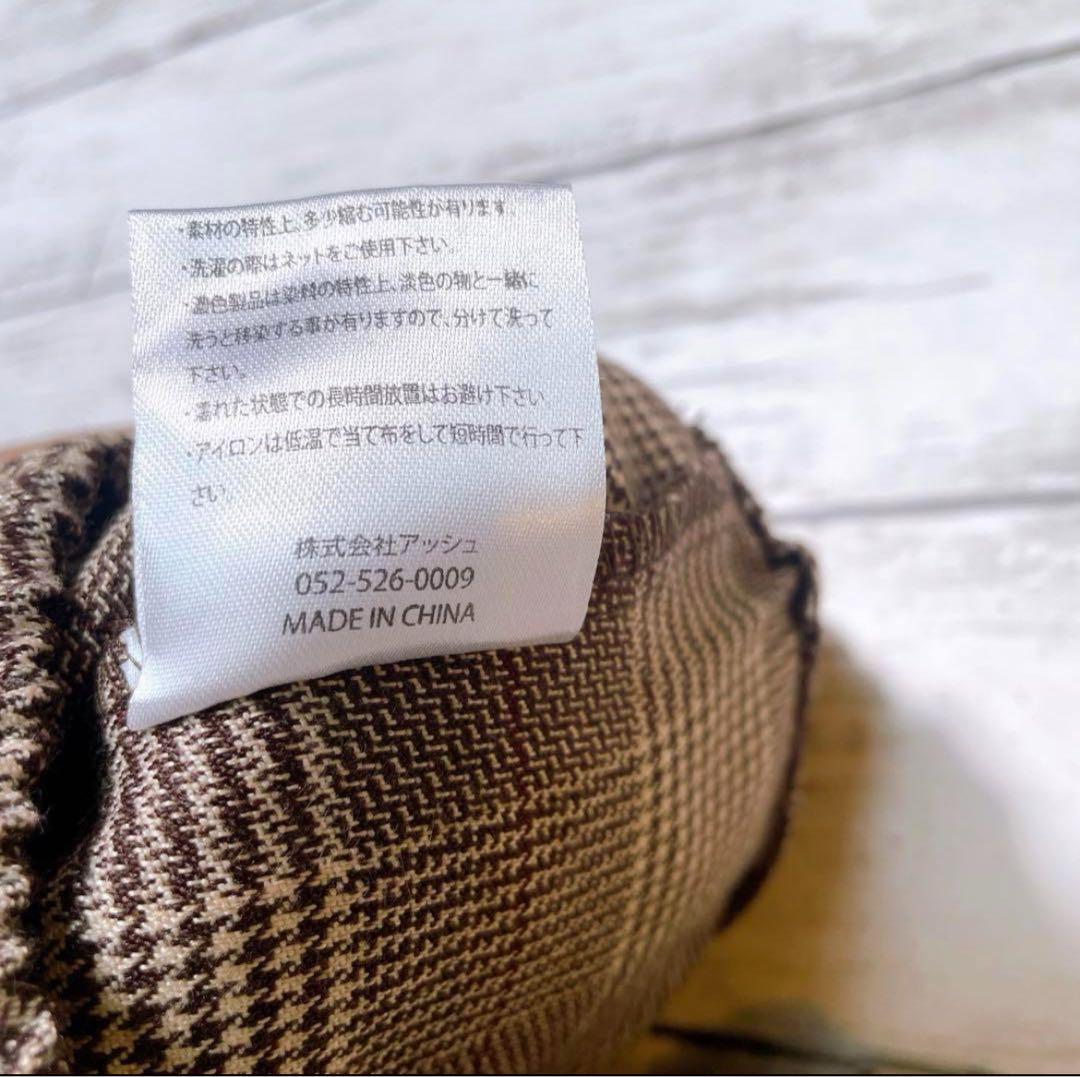 ・素材の特性上、多少縮む可能性が有ります。
・洗濯の際はネットをご使用下さい。
・濃色製品は染料の特性上、淡色の物と一緒に
洗うと移染する事が有りますので、分けて洗って
下さい。
・濡れた状態での長時間放置はお避け下さい。
・アイロンは低温で当て布をして短時間で行って下
さい。
株式会社アッシュ
052-526-0009
MADE IN CHINA